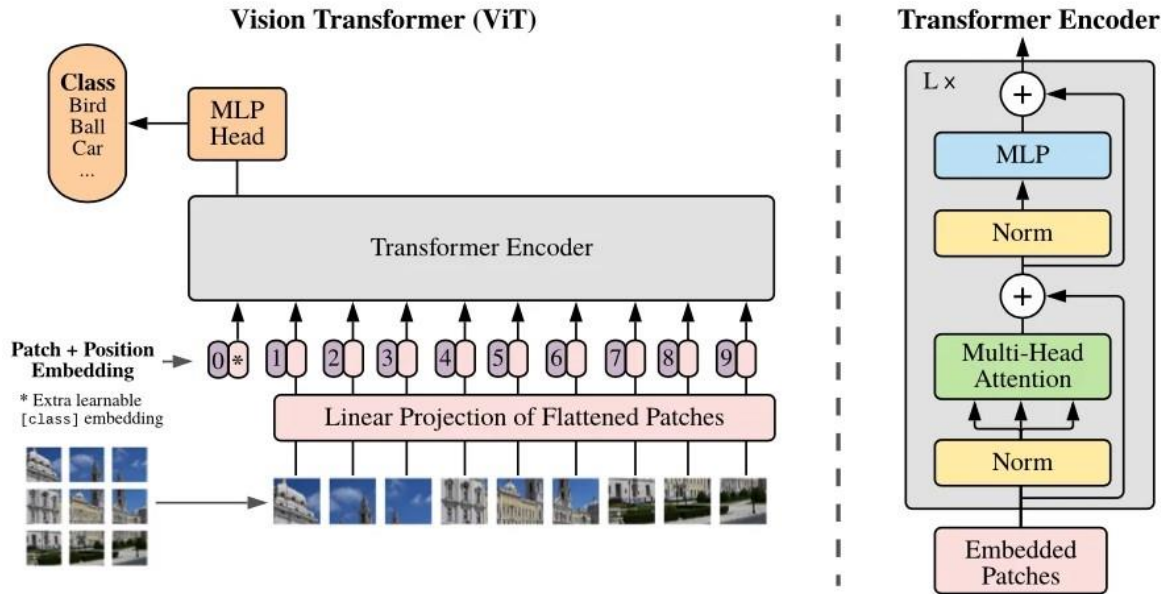 Vision Transformer (ViT)
Class
Bird
Ball
Car
...
MLP
Head
Transformer Encoder
Patch + Position
Embedding
* Extra learnable
[class] embedding
0 * 1 2 3 4 5 6 7 8 9
Linear Projection of Flattened Patches
Transformer Encoder
L ×
+
MLP
Norm
+
Multi-Head
Attention
Norm
Embedded
Patches